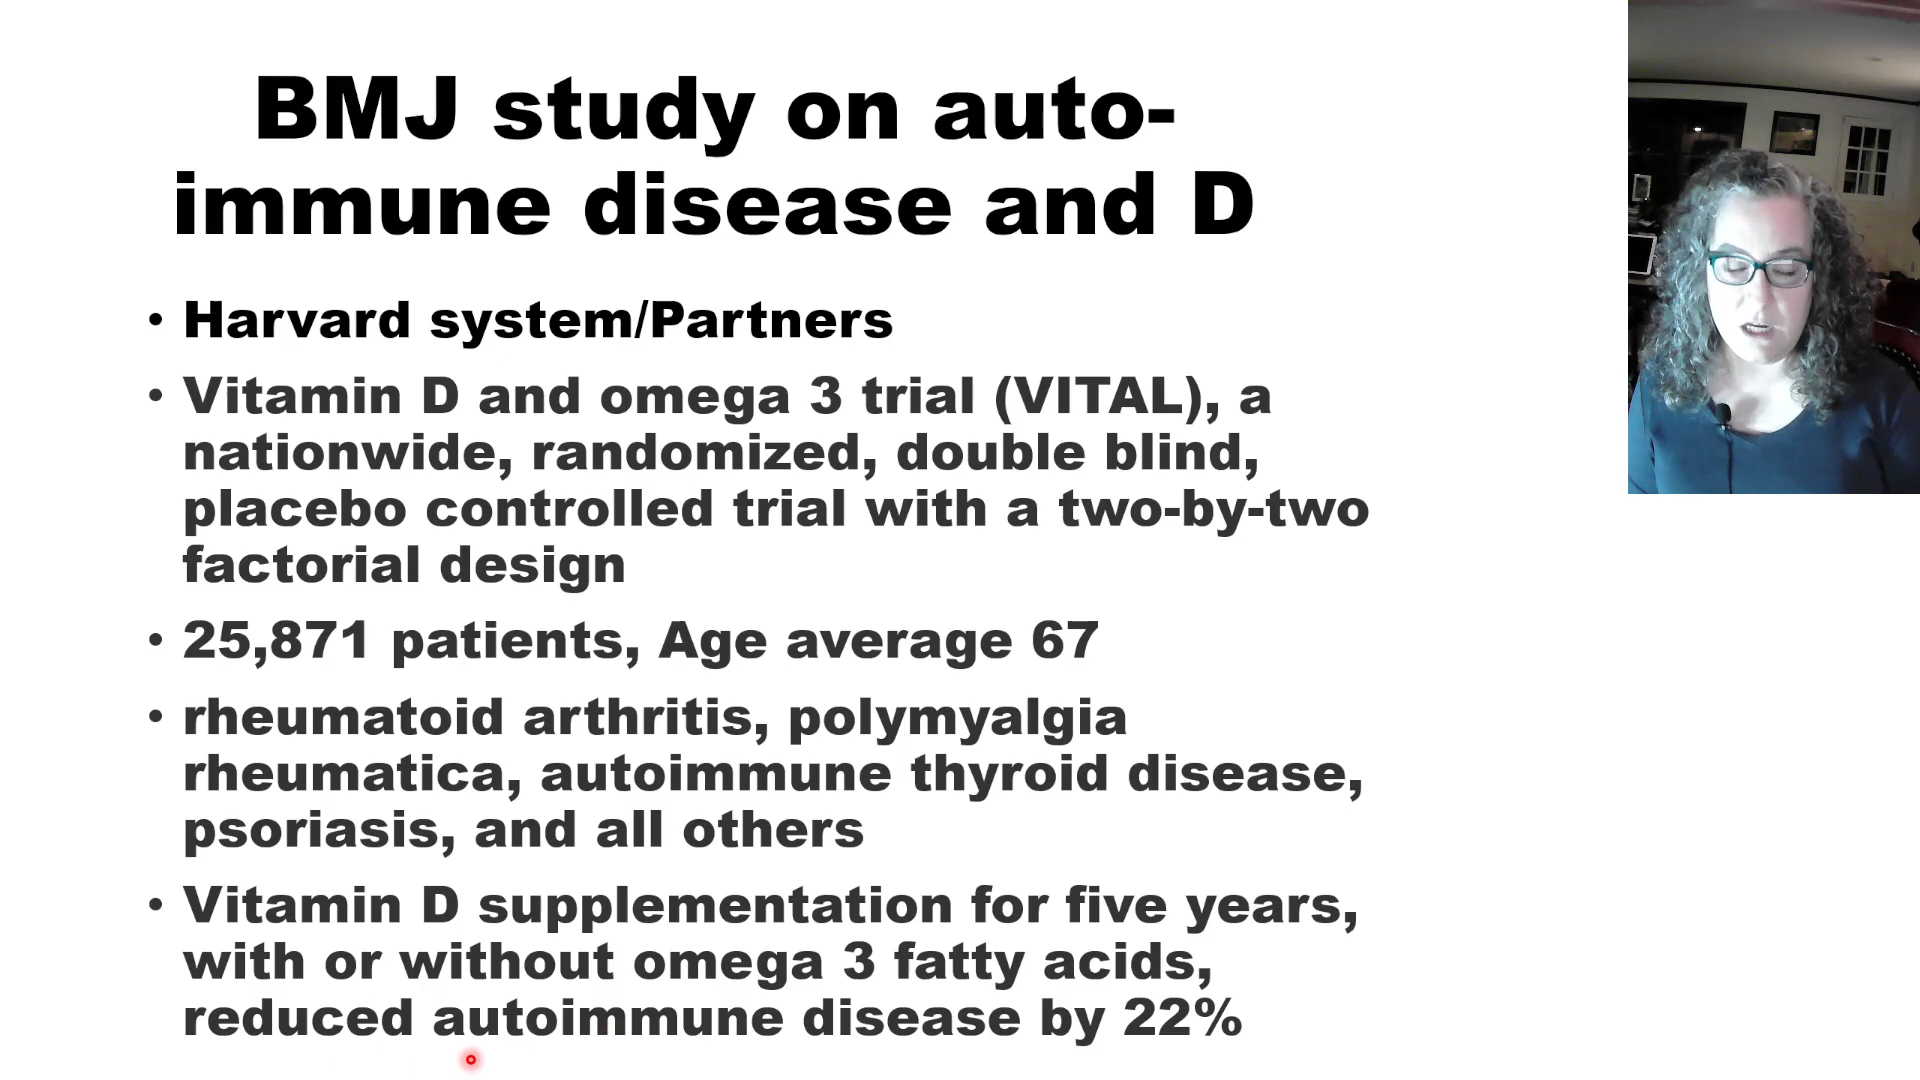 BMJ study on auto-
immune disease and D
• Harvard system/Partners
• Vitamin D and omega 3 trial (VITAL), a
nationwide, randomized, double blind,
placebo controlled trial with a two-by-two
factorial design
• 25,871 patients, Age average 67
• rheumatoid arthritis, polymyalgia
rheumatica, autoimmune thyroid disease,
psoriasis, and all others
• Vitamin D supplementation for five years,
with or without omega 3 fatty acids,
reduced autoimmune disease by 22%